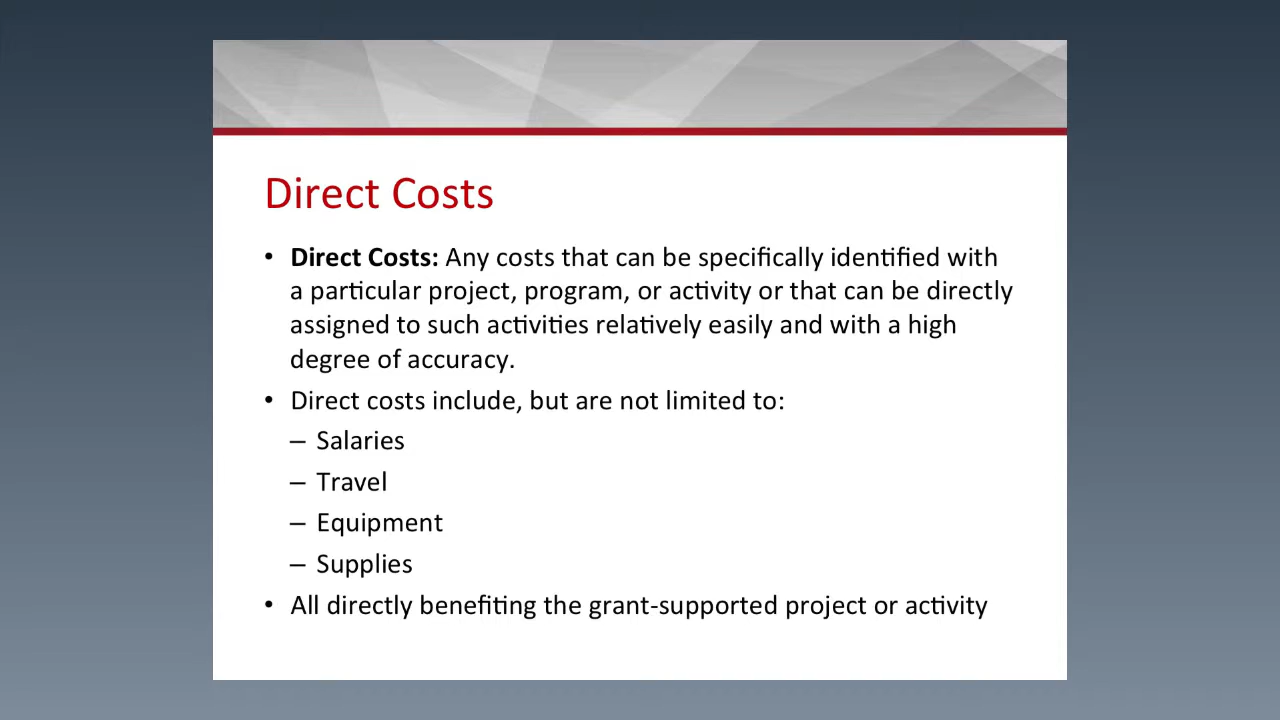 Direct Costs
• Direct Costs: Any costs that can be specifically identified with
a particular project, program, or activity or that can be directly
assigned to such activities relatively easily and with a high
degree of accuracy.
• Direct costs include, but are not limited to:
– Salaries
– Travel
– Equipment
– Supplies
• All directly benefiting the grant-supported project or activity